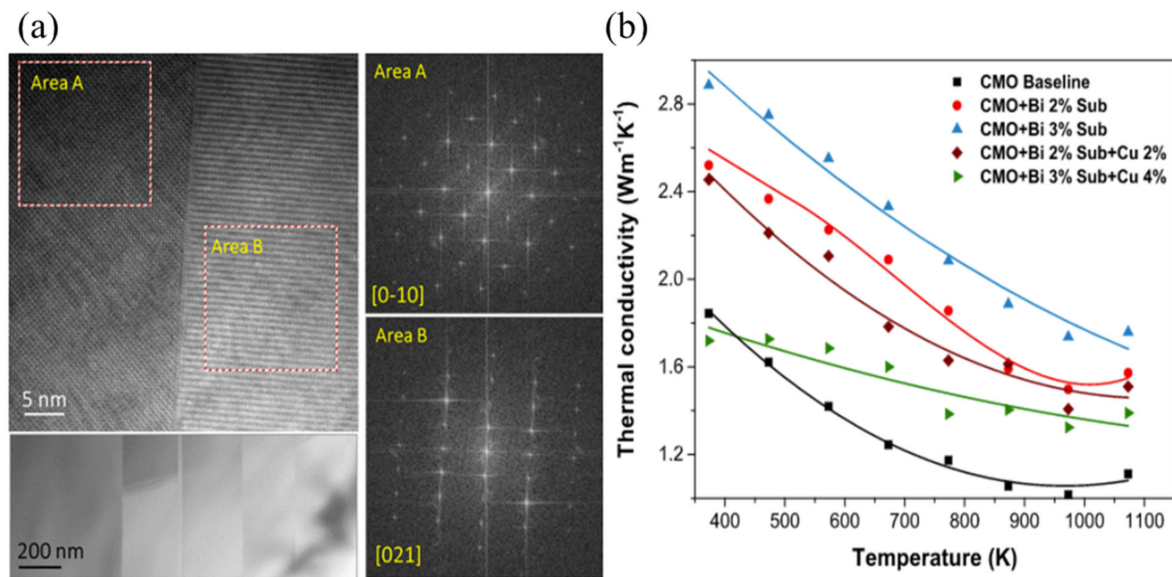 (a)
Area A
Area B
5 nm
200 nm
Area A
[0-10]
Area B
[021]
(b)
Thermal conductivity (Wm⁻¹K⁻¹)
2.8
2.4
2.0
1.6
1.2
CMO Baseline
CMO+Bi 2% Sub
CMO+Bi 3% Sub
CMO+Bi 2% Sub+Cu 2%
CMO+Bi 3% Sub+Cu 4%
400 500 600 700 800 900 1000 1100
Temperature (K)